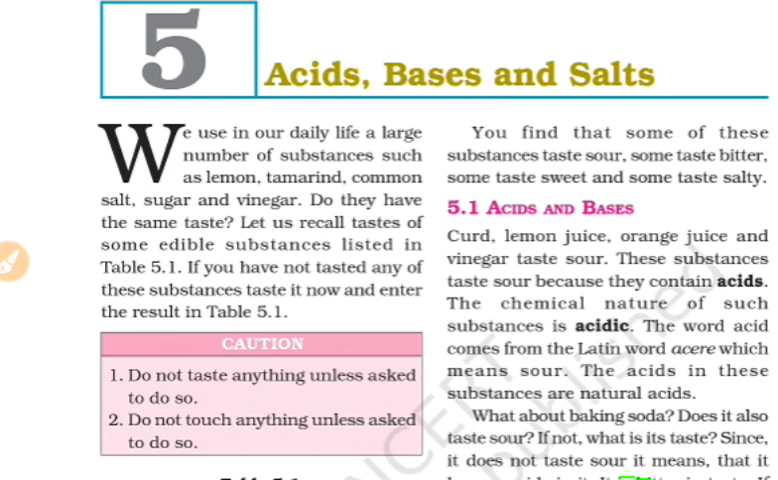 5
Acids, Bases and Salts
We use in our daily life a large
number of substances such
as lemon, tamarind, common
salt, sugar and vinegar. Do they have
the same taste? Let us recall tastes of
some edible substances listed in
Table 5.1. If you have not tasted any of
these substances taste it now and enter
the result in Table 5.1.
CAUTION
1. Do not taste anything unless asked
to do so.
2. Do not touch anything unless asked
to do so.
You find that some of these
substances taste sour, some taste bitter,
some taste sweet and some taste salty.
5.1 ACIDS AND BASES
Curd, lemon juice, orange juice and
vinegar taste sour. These substances
taste sour because they contain acids.
The chemical nature of such
substances is acidic. The word acid
comes from the Latin word acere which
means sour. The acids in these
substances are natural acids.
What about baking soda? Does it also
taste sour? If not, what is its taste? Since,
it does not taste sour it means, that it